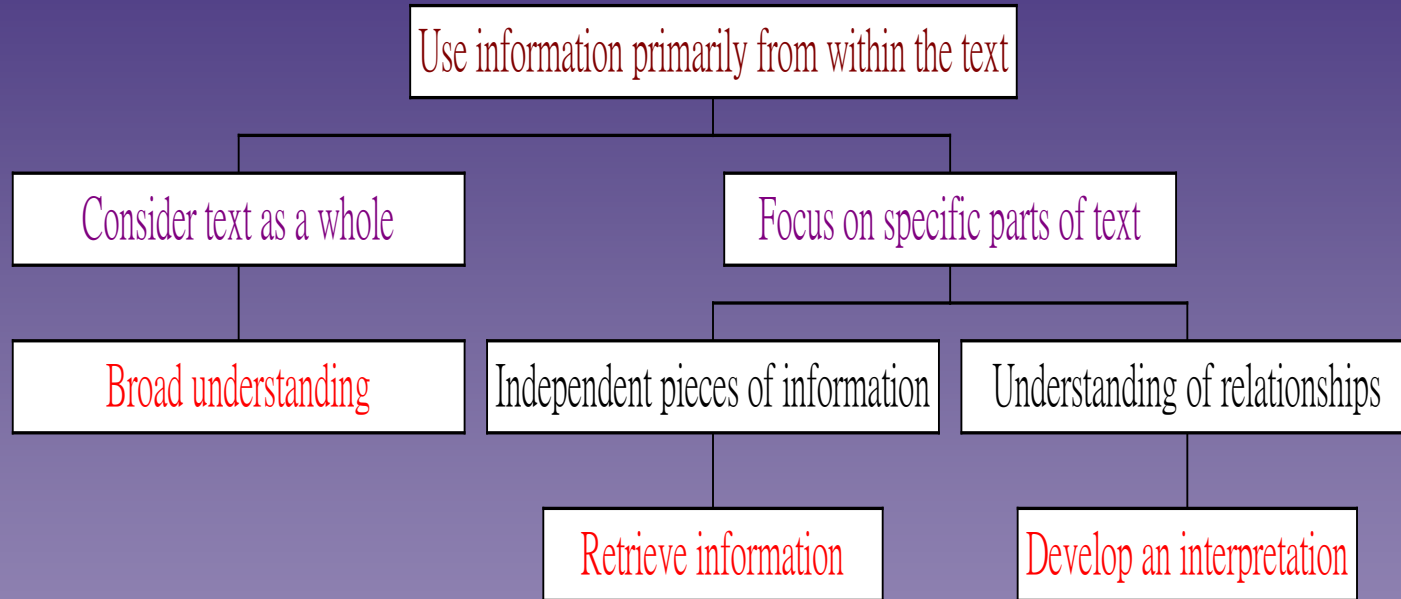 Use information primarily from within the text
Consider text as a whole
Focus on specific parts of text
Broad understanding
Independent pieces of information
Understanding of relationships
Retrieve information
Develop an interpretation